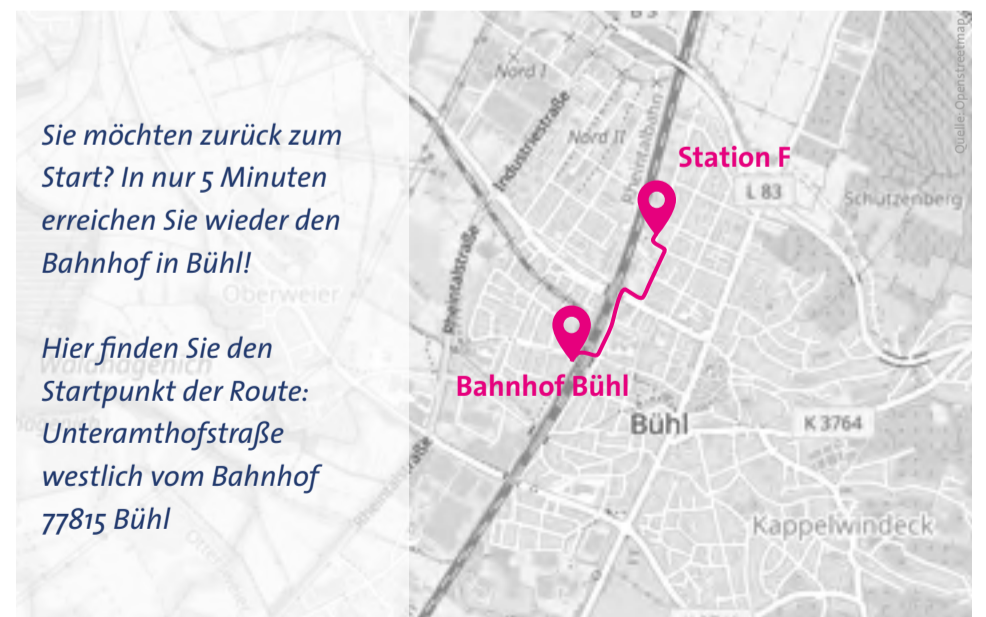 Sie möchten zurück zum
Start? In nur 5 Minuten
erreichen Sie wieder den
Bahnhof in Bühl!
Hier finden Sie den
Startpunkt der Route:
Unteramthofstraße
westlich vom Bahnhof
77815 Bühl
B 3
Nord I
Industriestraße
Nord II
Rheintalbahn
Quelle: Openstreetmap
Station F
L 83
Schützenberg
Rheintalstraße
Oberweier
Bahnhof Bühl
Bühl
K 3764
Rheintalstraße
Kappelwindeck